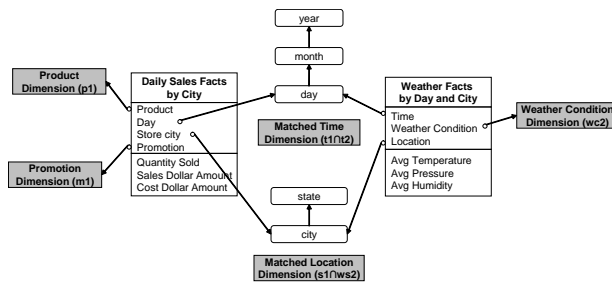 year
month
day
Product
Dimension (p1)
Daily Sales Facts
by City
Product
Day
Store city
Promotion
Quantity Sold
Sales Dollar Amount
Cost Dollar Amount
Promotion
Dimension (m1)
Matched Time
Dimension (t1∩t2)
Weather Facts
by Day and City
Time
Weather Condition
Location
Avg Temperature
Avg Pressure
Avg Humidity
Weather Condition
Dimension (wc2)
state
city
Matched Location
Dimension (s1∩ws2)